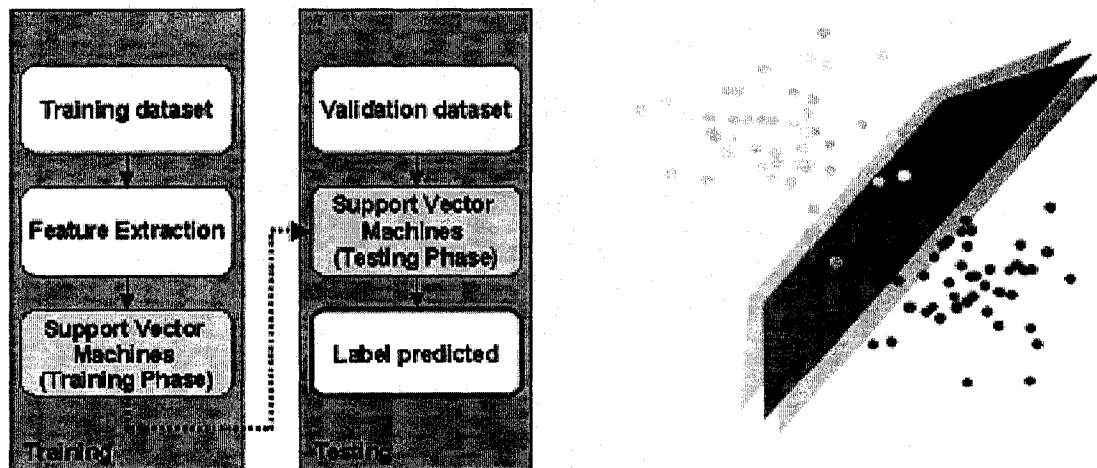 Training dataset
Feature Extraction
Support Vector
Machines
(Training Phase)
Training
Validation dataset
Support Vector
Machines
(Testing Phase)
Label predicted
Testing